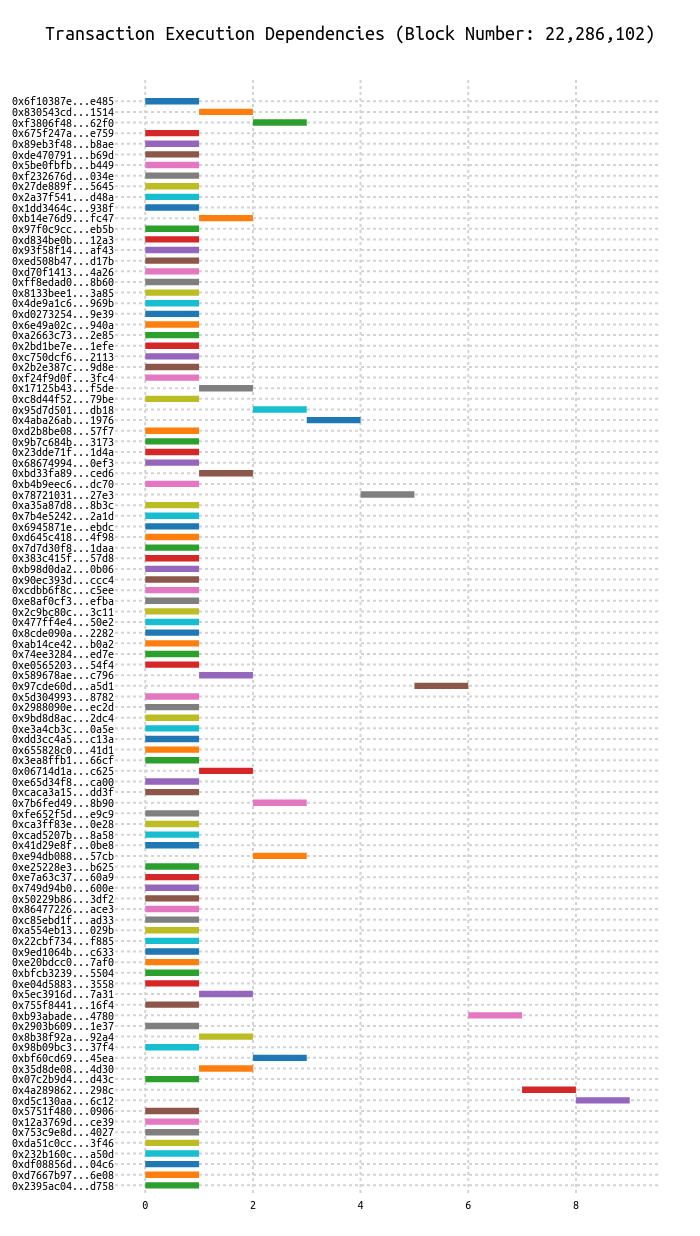 Transaction Execution Dependencies (Block Number: 22,286,102)
0x6f10387e...e485
0x830543cd...1514
0xf3806f48...62f0
0x675f247a...e759
0x89eb3f48...b8ae
0xde470791...b69d
0x5be0fbfb...b449
0xf232676d...034e
0x27de889f...5645
0x2a37f541...d48a
0x1dd3464c...938f
0xb14e76d9...fc47
0x97f0c9cc...eb5b
0xd834be0b...12a3
0x93f58f14...af43
0xed508b47...d17b
0xd70f1413...4a26
0xff8edad0...8b60
0x8133bee1...3a85
0x4de9a1c6...969b
0xd0273254...9e39
0x6e49a02c...940a
0xa2663c73...2e85
0x2bd1be7e...1efe
0xc750dcf6...2113
0x2b2e387c...9d8e
0xf24f9d0f...3fc4
0x17125b43...f5de
0xc8d44f52...79be
0x95d7d501...db18
0x4aba26ab...1976
0xd2b8be08...57f7
0x9b7c684b...3173
0x23dde71f...1d4a
0x68674994...0ef3
0xbd33fa89...ced6
0xb4b9eec6...dc70
0x78721031...27e3
0xa35a87d8...8b3c
0x7b4e5242...2a1d
0x6945871e...ebdc
0xd645c418...4f98
0x7d7d30f8...1daa
0x383c415f...57d8
0xb98d0da2...0b06
0x90ec393d...ccc4
0xcdbb6f8c...c5ee
0xe8af0cf3...efba
0x2c9bc80c...3c11
0x477ff4e4...50e2
0x8cde090a...2282
0xab14ce42...b0a2
0x74ee3284...ed7e
0xe0565203...54f4
0x589678ae...c796
0x97cde60d...a5d1
0x5d304993...8782
0x2988090e...ec2d
0x9bd8d8ac...2dc4
0xe3a4cb3c...0a5e
0xdd3cc4a5...c13a
0x655828c0...41d1
0x3ea8ffb1...66cf
0x06714d1a...c625
0xe65d34f8...ca00
0xcaca3a15...dd3f
0x7b6fed49...8b90
0xfe652f5d...e9c9
0xca3ff83e...0e28
0xcad5207b...8a58
0x41d29e8f...0be8
0xe94db088...57cb
0xe25228e3...b625
0xe7a63c37...60a9
0x749d94b0...600e
0x50229b86...3df2
0x86477226...ace3
0xc85ebd1f...ad33
0xa554eb13...029b
0x22cbf734...f885
0x9ed1064b...c633
0xe20bdcc0...7af0
0xbfcb3239...5504
0xe04d5883...3558
0x5ec3916d...7a31
0x755f8441...16f4
0xb93abade...4780
0x2903b609...1e37
0x8b38f92a...92a4
0x98b09bc3...37f4
0xbf60cd69...45ea
0x35d8de08...4d30
0x07c2b9d4...d43c
0x4a289862...298c
0xd5c130aa...6c12
0x5751f480...0906
0x12a3769d...ce39
0x753c9e8d...4027
0xda51c0cc...3f46
0x232b160c...a50d
0xdf08856d...04c6
0xd7667b97...6e08
0x2395ac04...d758
0 2 4 6 8